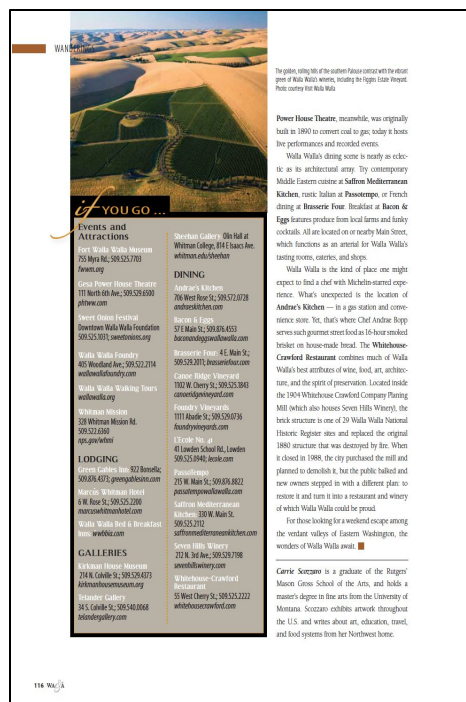 WANDERINGS
The golden, rolling hills of the southern Palouse contrast with the vibrant
green of Walla Walla's wineries, including the Figgins Estate Vineyard.
Photo: courtesy Visit Walla Walla
if YOU GO ...
Events and
Attractions
Fort Walla Walla Museum
755 Myra Rd.; 509.525.7703
fwwm.org
Gesa Power House Theatre
111 North 6th Ave.; 509.529.6500
phtww.com
Sweet Onion Festival
Downtown Walla Walla Foundation
509.525.1031; sweetonions.org
Walla Walla Foundry
405 Woodland Ave.; 509.522.2114
wallawallafoundry.com
Walla Walla Walking Tours
wallawalla.org
Whitman Mission
328 Whitman Mission Rd.
509.522.6360
nps.gov/whmi
LODGING
Green Gables Inn 922 Bonsella;
509.876.4373; greengablesinn.com
Marcus Whitman Hotel
6 W. Rose St.; 509.525.2200
marcuswhitmanhotel.com
Walla Walla Bed & Breakfast
Inns wwbbia.com
GALLERIES
Kirkman House Museum
214 N. Colville St.; 509.529.4373
kirkmanhousemuseum.org
Telander Gallery
34 S. Colville St.; 509.540.0068
telandergallery.com
Sheehan Gallery Olin Hall at
Whitman College, 814 E Isaacs Ave.
whitman.edu/sheehan
DINING
Andrae's Kitchen
706 West Rose St.; 509.572.0728
andraeskitchen.com
Bacon & Eggs
57 E Main St.; 509.876.4553
baconandeggswallawalla.com
Brasserie Four 4 E. Main St.;
509.529.2011; brasseriefour.com
Canoe Ridge Vineyard
1102 W. Cherry St.; 509.525.1843
canoeridgevineyard.com
Foundry Vineyards
1111 Abadie St.; 509.529.0736
foundryvineyards.com
L'Ecole No. 41
41 Lowden School Rd., Lowden
509.525.0940; lecole.com
PassaTempo
215 W. Main St.; 509.876.8822
passatempowallawalla.com
Saffron Mediterranean
Kitchen 330 W. Main St.
509.525.2112
saffronmediterraneankitchen.com
Seven Hills Winery
212 N. 3rd Ave.; 509.529.7198
sevenhillswinery.com
Whitehouse-Crawford
Restaurant
55 West Cherry St.; 509.525.2222
whitehousecrawford.com
Power House Theatre, meanwhile, was originally
built in 1890 to convert coal to gas; today it hosts
live performances and recorded events.
Walla Walla's dining scene is nearly as eclec-
tic as its architectural array. Try contemporary
Middle Eastern cuisine at Saffron Mediterranean
Kitchen, rustic Italian at Passotempo, or French
dining at Brasserie Four. Breakfast at Bacon &
Eggs features produce from local farms and funky
cocktails. All are located on or nearby Main Street,
which functions as an arterial for Walla Walla's
tasting rooms, eateries, and shops.
Walla Walla is the kind of place one might
expect to find a chef with Michelin-starred expe-
rience. What's unexpected is the location of
Andrae's Kitchen — in a gas station and conve-
nience store. Yet, that's where Chef Andrae Bopp
serves such gourmet street food as 16-hour smoked
brisket on house-made bread. The Whitehouse-
Crawford Restaurant combines much of Walla
Walla's best attributes of wine, food, art, architec-
ture, and the spirit of preservation. Located inside
the 1904 Whitehouse Crawford Company Planing
Mill (which also houses Seven Hills Winery), the
brick structure is one of 29 Walla Walla National
Historic Register sites and replaced the original
1880 structure that was destroyed by fire. When
it closed in 1988, the city purchased the mill and
planned to demolish it, but the public balked and
new owners stepped in with a different plan: to
restore it and turn it into a restaurant and winery
of which Walla Walla could be proud.
For those looking for a weekend escape among
the verdant valleys of Eastern Washington, the
wonders of Walla Walla await.
Carrie Scozzaro is a graduate of the Rutgers'
Mason Gross School of the Arts, and holds a
master's degree in fine arts from the University of
Montana. Scozzaro exhibits artwork throughout
the U.S. and writes about art, education, travel,
and food systems from her Northwest home.
116 WA&A